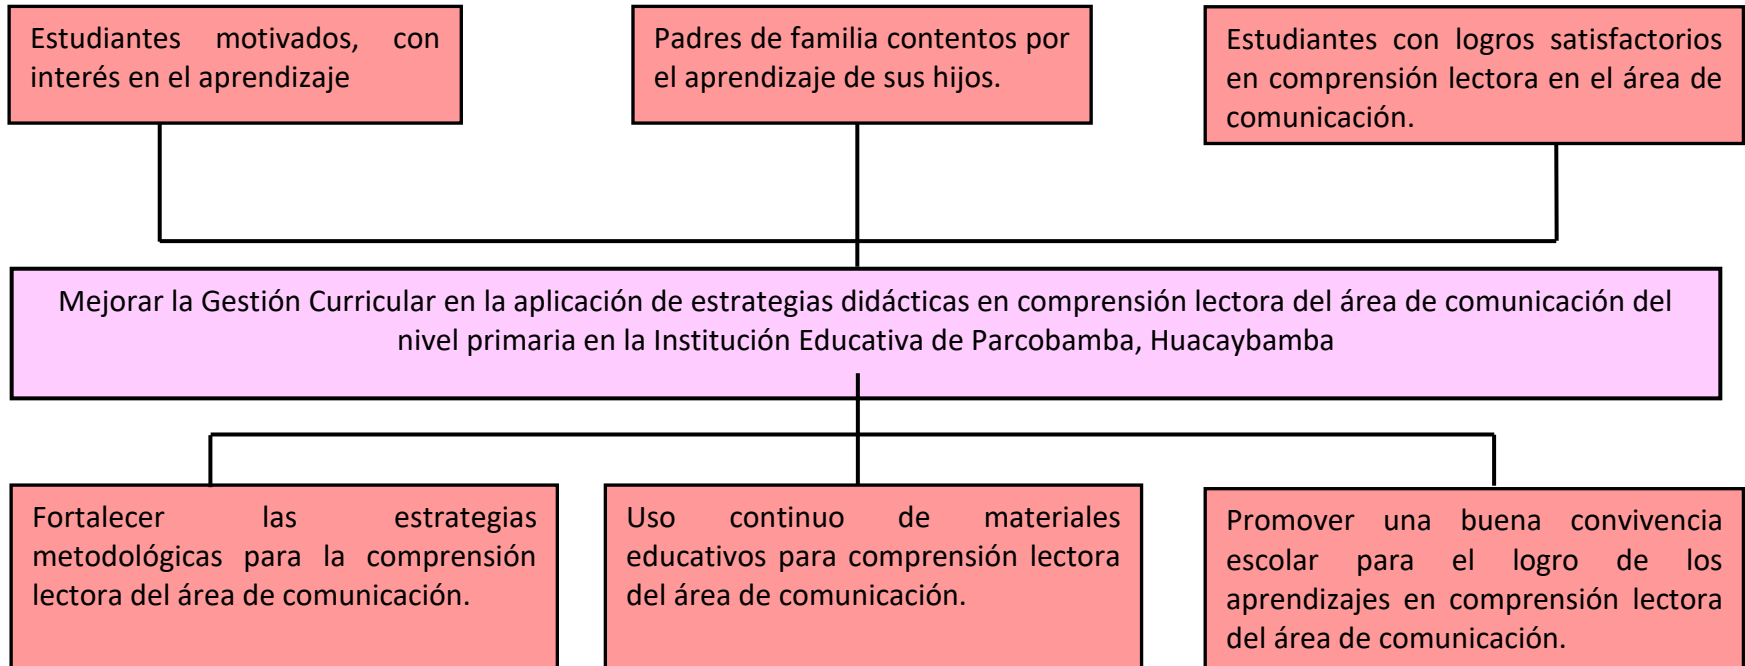 Estudiantes motivados, con
interés en el aprendizaje
Padres de familia contentos por
el aprendizaje de sus hijos.
Estudiantes con logros satisfactorios
en comprensión lectora en el área de
comunicación.
Mejorar la Gestión Curricular en la aplicación de estrategias didácticas en comprensión lectora del área de comunicación del
nivel primaria en la Institución Educativa de Parcobamba, Huacaybamba
Fortalecer las estrategias
metodológicas para la comprensión
lectora del área de comunicación.
Uso continuo de materiales
educativos para comprensión lectora
del área de comunicación.
Promover una buena convivencia
escolar para el logro de los
aprendizajes en comprensión lectora
del área de comunicación.